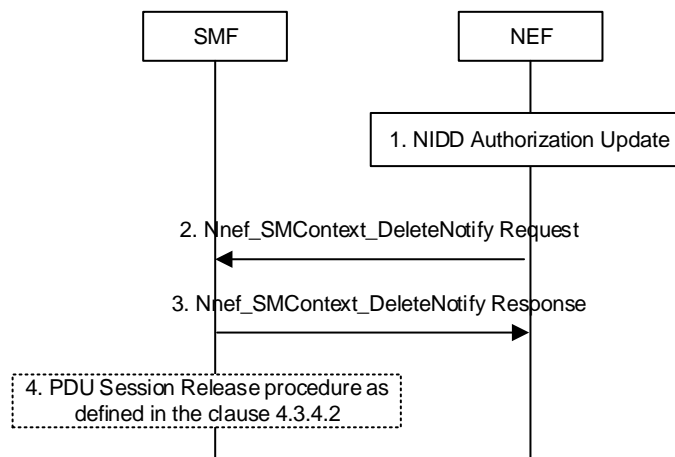 SMF
NEF
1. NIDD Authorization Update
2. Nnef_SMContext_DeleteNotify Request
3. Nnef_SMContext_DeleteNotify Response
4. PDU Session Release procedure as
defined in the clause 4.3.4.2